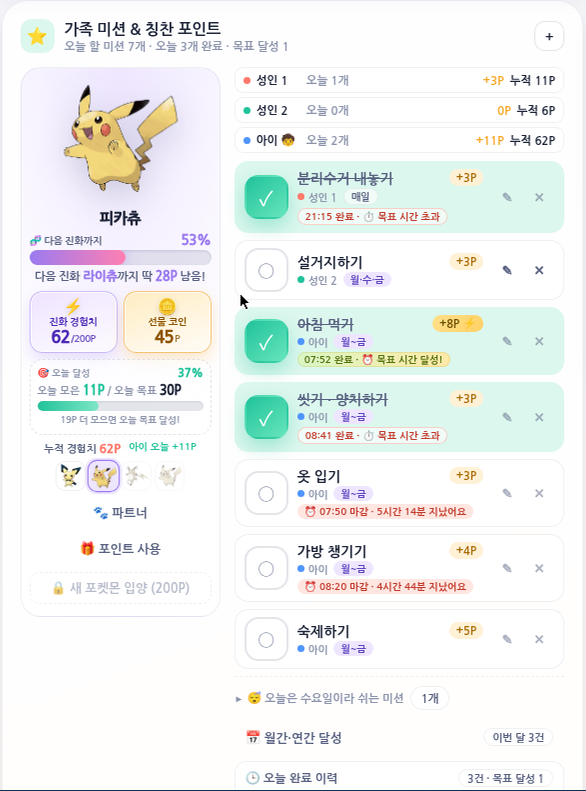 가족 미션 & 칭찬 포인트
오늘 할 미션 7개 · 오늘 3개 완료 · 목표 달성 1
+
피카츄
🧬 다음 진화까지 53%
다음 진화 라이츄까지 딱 28P 남음!
⚡ 진화 경험치 62/200P
🪙 선물 코인 45P
🎯 오늘 달성 37%
오늘 모은 11P / 오늘 목표 30P
19P 더 모으면 오늘 목표 달성!
누적 경험치 62P 아이 오늘 +11P
🐾 파트너
🎁 포인트 사용
🔒 새 포켓몬 입양 (200P)
성인 1 오늘 1개 +3P 누적 11P
성인 2 오늘 0개 0P 누적 6P
아이 🧒 오늘 2개 +11P 누적 62P
✓ 분리수거 내놓기 +3P ✎ ✕
성인 1 매일
21:15 완료 · ⏱️ 목표 시간 초과
○ 설거지하기 +3P ✎ ✕
성인 2 월·수·금
✓ 아침 먹기 +8P ⚡ ✎ ✕
아이 월~금
07:52 완료 · ⏰ 목표 시간 달성!
✓ 씻기 · 양치하기 +3P ✎ ✕
아이 월~금
08:41 완료 · ⏱️ 목표 시간 초과
○ 옷 입기 +3P ✎ ✕
아이 월~금
⏰ 07:50 마감 · 5시간 14분 지났어요
○ 가방 챙기기 +4P ✎ ✕
아이 월~금
⏰ 08:20 마감 · 4시간 44분 지났어요
○ 숙제하기 +5P ✎ ✕
아이 월~금
▸ 😴 오늘은 수요일이라 쉬는 미션 1개
📅 월간·연간 달성 이번 달 3건
🕒 오늘 완료 이력 3건 · 목표 달성 1